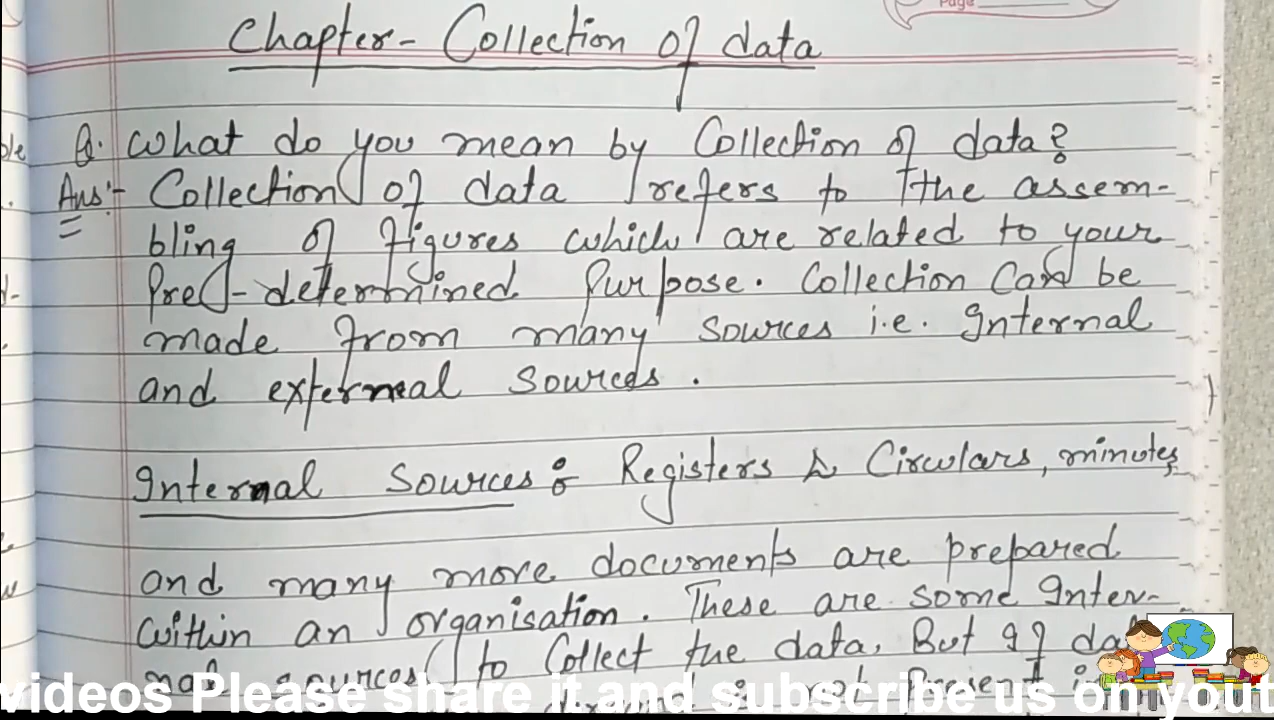 Page
Chapter- Collection of data
Q. What do you mean by Collection of data?
Ans:- Collection of data refers to the assem-
bling of figures which are related to your
Pre-determined Purpose. Collection Can be
made from many sources i.e. Internal
and external sources.
Internal Sources: Registers & Circulars, minutes,
and many more documents are prepared
within an organisation. These are some Inter-
nal sources to Collect the data. But If da
not Present i
videos Please share it and subscribe us on yout